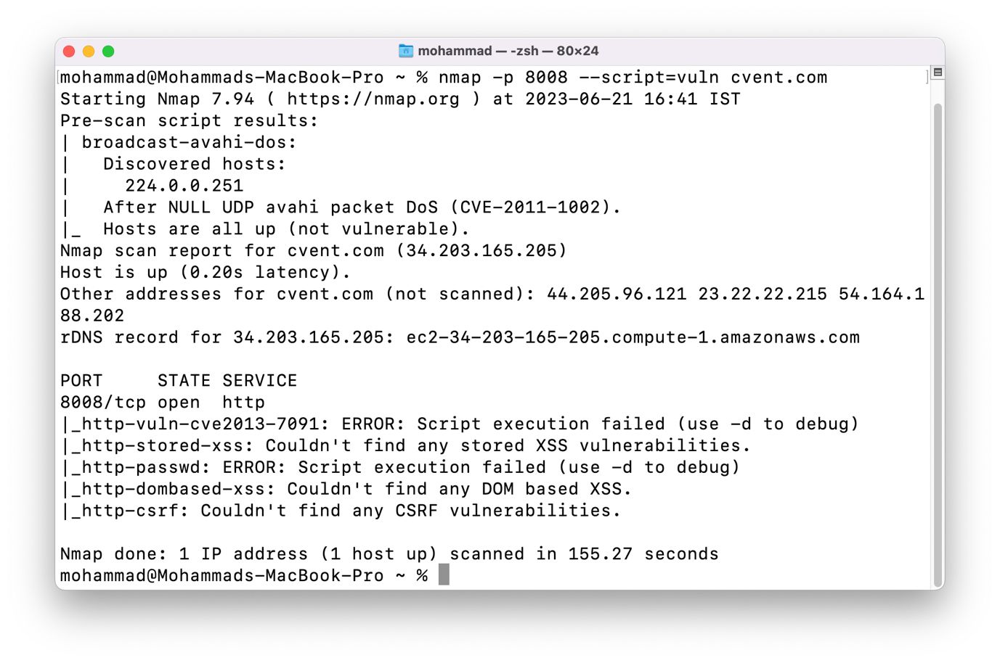 mohammad — -zsh — 80×24
mohammad@Mohammads-MacBook-Pro ~ % nmap -p 8008 --script=vuln cvent.com
Starting Nmap 7.94 ( https://nmap.org ) at 2023-06-21 16:41 IST
Pre-scan script results:
| broadcast-avahi-dos:
|   Discovered hosts:
|     224.0.0.251
|   After NULL UDP avahi packet DoS (CVE-2011-1002).
|_  Hosts are all up (not vulnerable).
Nmap scan report for cvent.com (34.203.165.205)
Host is up (0.20s latency).
Other addresses for cvent.com (not scanned): 44.205.96.121 23.22.22.215 54.164.1
88.202
rDNS record for 34.203.165.205: ec2-34-203-165-205.compute-1.amazonaws.com

PORT     STATE SERVICE
8008/tcp open  http
|_http-vuln-cve2013-7091: ERROR: Script execution failed (use -d to debug)
|_http-stored-xss: Couldn't find any stored XSS vulnerabilities.
|_http-passwd: ERROR: Script execution failed (use -d to debug)
|_http-dombased-xss: Couldn't find any DOM based XSS.
|_http-csrf: Couldn't find any CSRF vulnerabilities.

Nmap done: 1 IP address (1 host up) scanned in 155.27 seconds
mohammad@Mohammads-MacBook-Pro ~ %